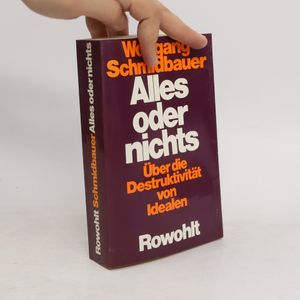 Wolfgang
Schmidbauer
Alles
oder
nichts
Über die
Destruktivität
von
Idealen
Rowohlt
Rowohlt Schmidbauer Alles oder nichts